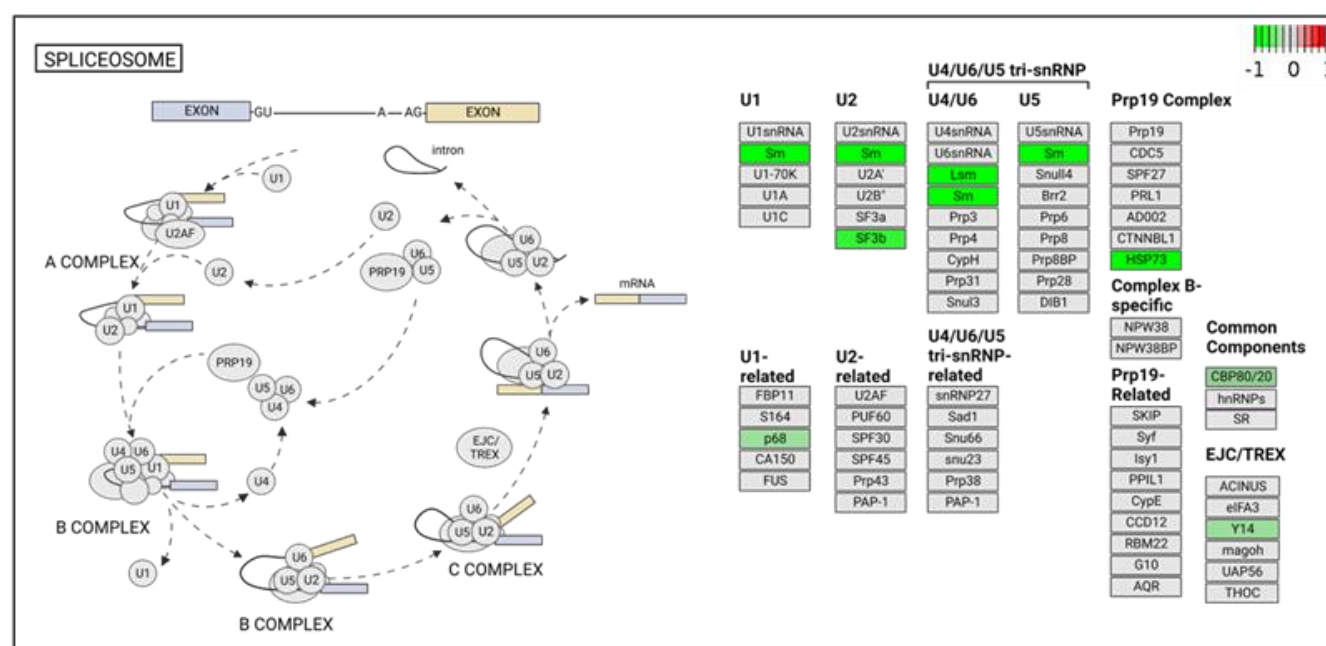 SPLICEOSOME
-1 0
EXON GU A AG EXON
intron
U1
U1
U2AF
A COMPLEX
U2
U2
U6
PRP19 U5
U6
U5 U2
mRNA
U1
U2
PRP19
U5 U6
U4
U6
U5 U2
EJC/
TREX
U4 U6
U5 U1
U4
B COMPLEX
U1
U6
U5 U2
B COMPLEX
U6
U5 U2
C COMPLEX
U4/U6/U5 tri-snRNP
U1
U1snRNA
Sm
U1-70K
U1A
U1C
U2
U2snRNA
Sm
U2A'
U2B"
SF3a
SF3b
U4/U6
U4snRNA
U6snRNA
Lsm
Sm
Prp3
Prp4
CypH
Prp31
Snul3
U5
U5snRNA
Sm
Snull4
Brr2
Prp6
Prp8
Prp8BP
Prp28
DIB1
Prp19 Complex
Prp19
CDC5
SPF27
PRL1
AD002
CTNNBL1
HSP73
Complex B-
specific
NPW38
NPW38BP
Common
Components
CBP80/20
hnRNPs
SR
U1-
related
FBP11
S164
p68
CA150
FUS
U2-
related
U2AF
PUF60
SPF30
SPF45
Prp43
PAP-1
U4/U6/U5
tri-snRNP-
related
snRNP27
Sad1
Snu66
snu23
Prp38
PAP-1
Prp19-
Related
SKIP
Syf
Isy1
PPIL1
CypE
CCD12
RBM22
G10
AQR
EJC/TREX
ACINUS
eIFA3
Y14
magoh
UAP56
THOC